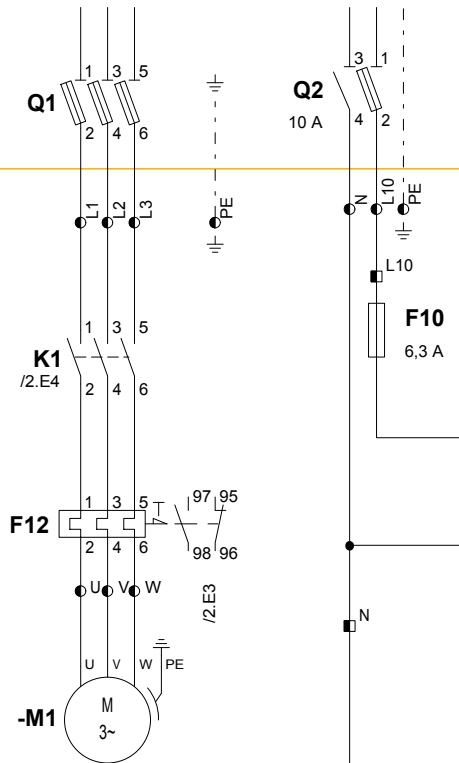 1 3 5
3 1
Q1
Q2
10 A
2 4 6
4 2
L1 L2 L3 PE
N L10 PE
L10
F10
6,3 A
1 3 5
K1
/2.E4
2 4 6
1 3 5
97 95
F12
2 4 6
98 96
U V W
/2.E3
N
U V W PE
-M1
M
3~